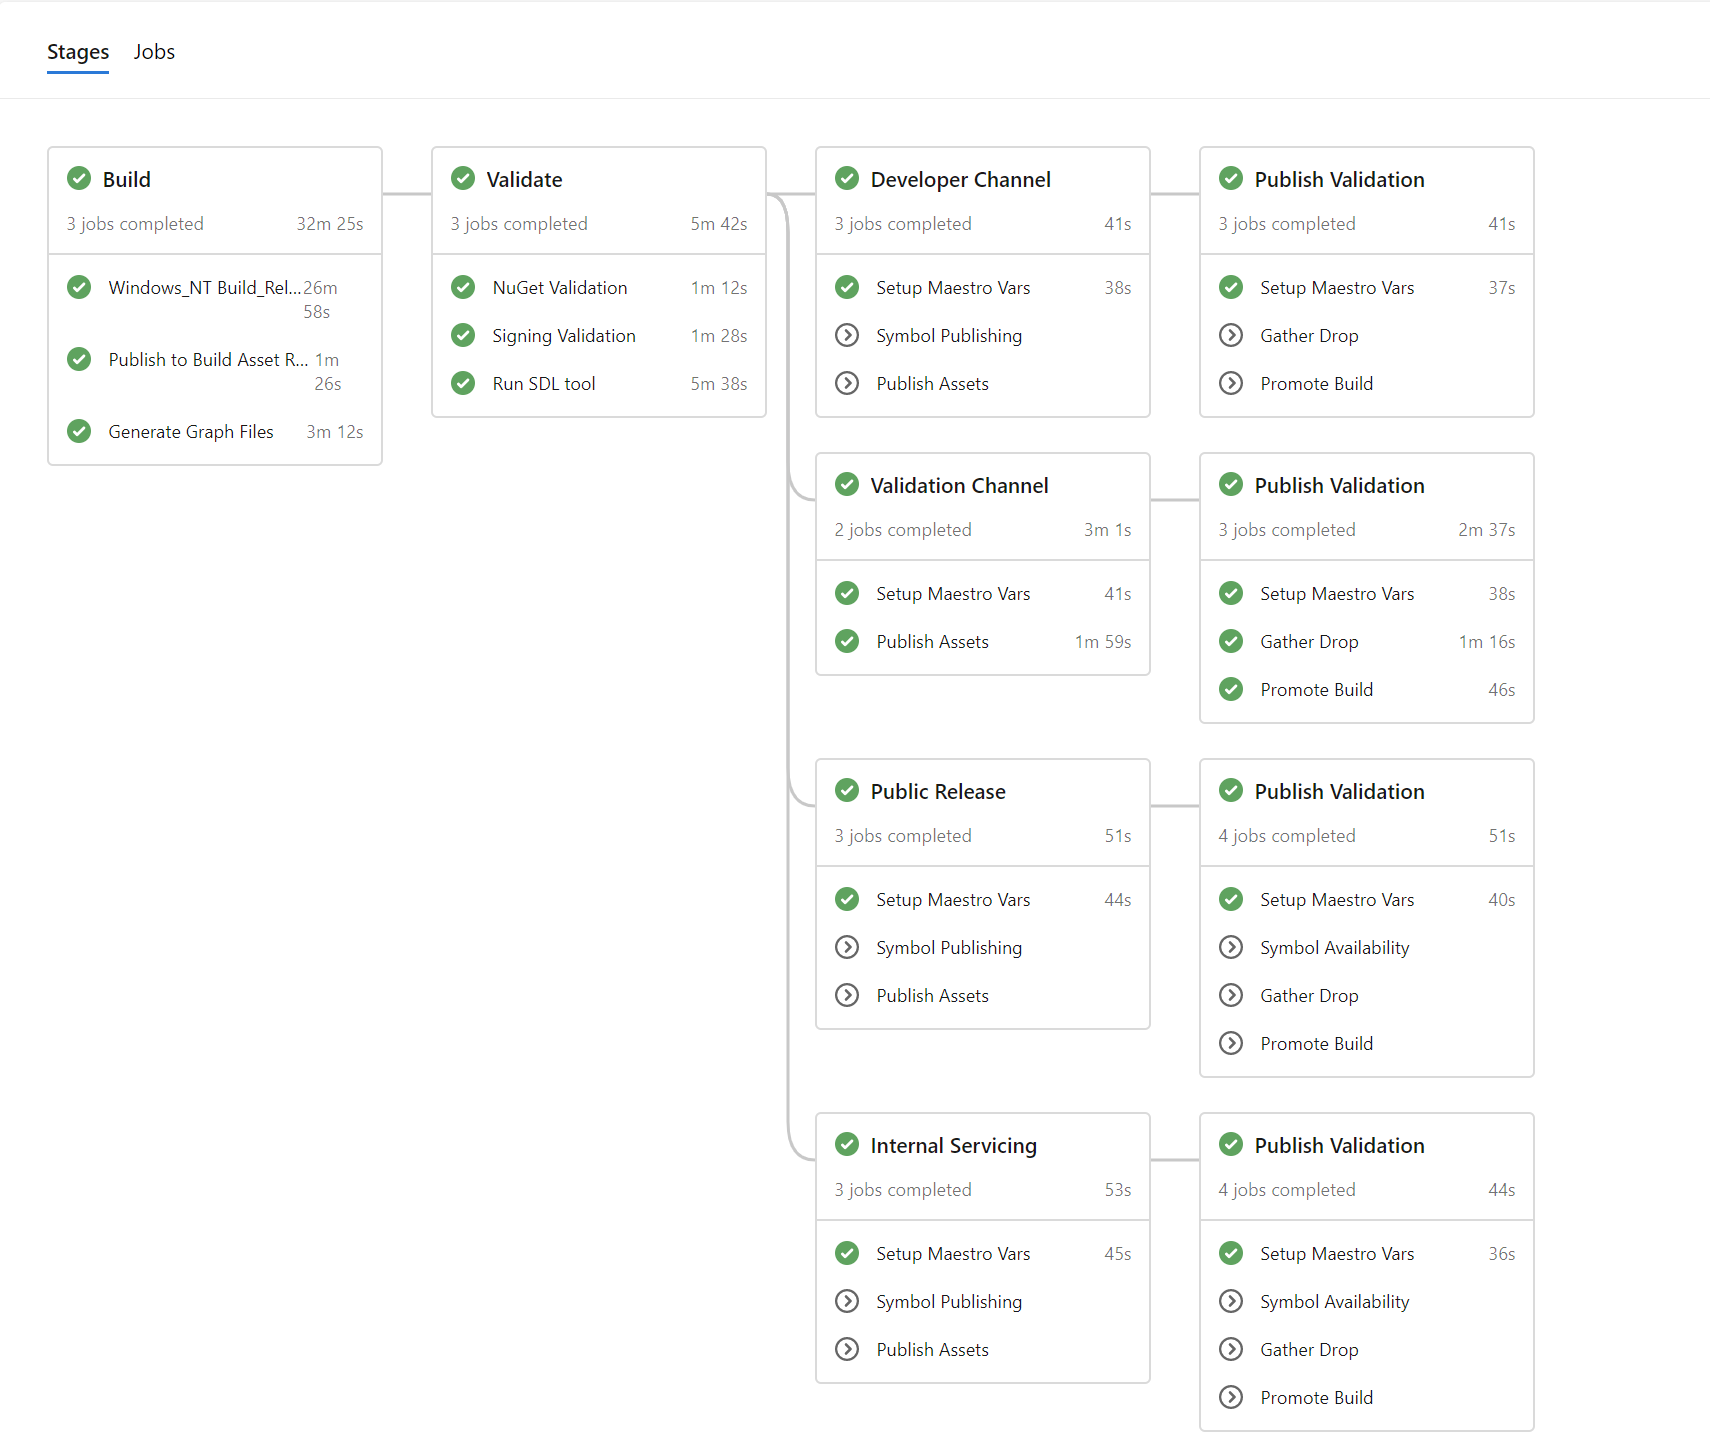 Stages Jobs
Build
3 jobs completed 32m 25s
Windows_NT Build_Rel... 26m
58s
Publish to Build Asset R... 1m
26s
Generate Graph Files 3m 12s
Validate
3 jobs completed 5m 42s
NuGet Validation 1m 12s
Signing Validation 1m 28s
Run SDL tool 5m 38s
Developer Channel
3 jobs completed 41s
Setup Maestro Vars 38s
Symbol Publishing
Publish Assets
Publish Validation
3 jobs completed 41s
Setup Maestro Vars 37s
Gather Drop
Promote Build
Validation Channel
2 jobs completed 3m 1s
Setup Maestro Vars 41s
Publish Assets 1m 59s
Publish Validation
3 jobs completed 2m 37s
Setup Maestro Vars 38s
Gather Drop 1m 16s
Promote Build 46s
Public Release
3 jobs completed 51s
Setup Maestro Vars 44s
Symbol Publishing
Publish Assets
Publish Validation
4 jobs completed 51s
Setup Maestro Vars 40s
Symbol Availability
Gather Drop
Promote Build
Internal Servicing
3 jobs completed 53s
Setup Maestro Vars 45s
Symbol Publishing
Publish Assets
Publish Validation
4 jobs completed 44s
Setup Maestro Vars 36s
Symbol Availability
Gather Drop
Promote Build